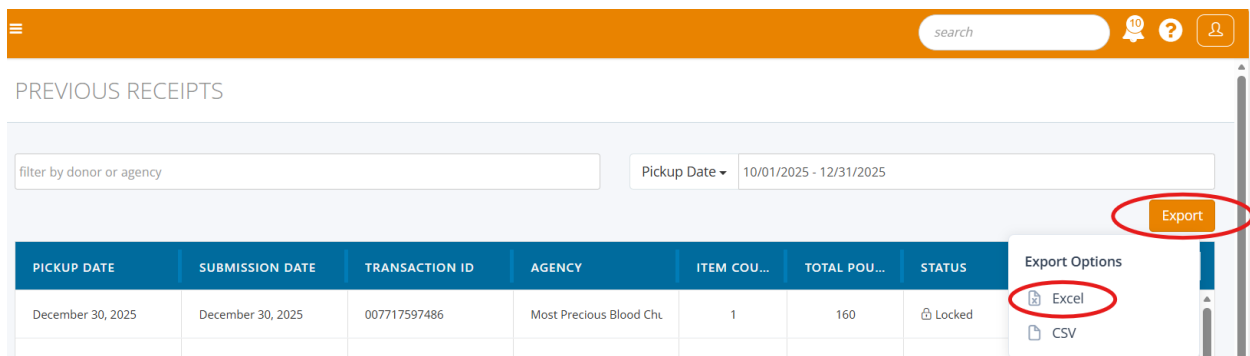 search
10
?
PREVIOUS RECEIPTS
filter by donor or agency
Pickup Date
10/01/2025 - 12/31/2025
Export
PICKUP DATE SUBMISSION DATE TRANSACTION ID AGENCY ITEM COU... TOTAL POU... STATUS
Export Options
Excel
CSV
December 30, 2025 December 30, 2025 007717597486 Most Precious Blood Chu 1 160 Locked